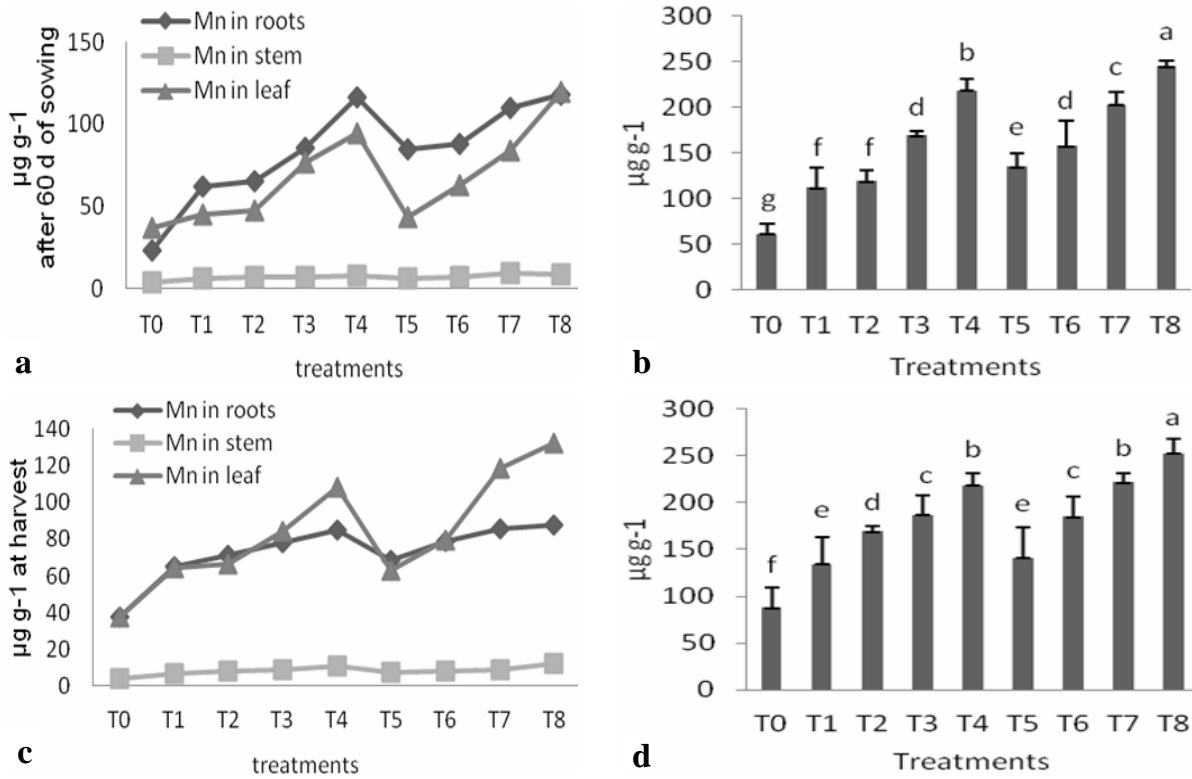 Mn in roots
Mn in stem
Mn in leaf
µg g-1
after 60 d of sowing
150
100
50
0
T0 T1 T2 T3 T4 T5 T6 T7 T8
treatments
a
µg g-1
300
250
200
150
100
50
0
g f f d b e d c a
T0 T1 T2 T3 T4 T5 T6 T7 T8
Treatments
b
Mn in roots
Mn in stem
Mn in leaf
µg g-1 at harvest
140
120
100
80
60
40
20
0
T0 T1 T2 T3 T4 T5 T6 T7 T8
treatments
c
µg g-1
300
250
200
150
100
50
0
f e d c b e c b a
T0 T1 T2 T3 T4 T5 T6 T7 T8
Treatments
d